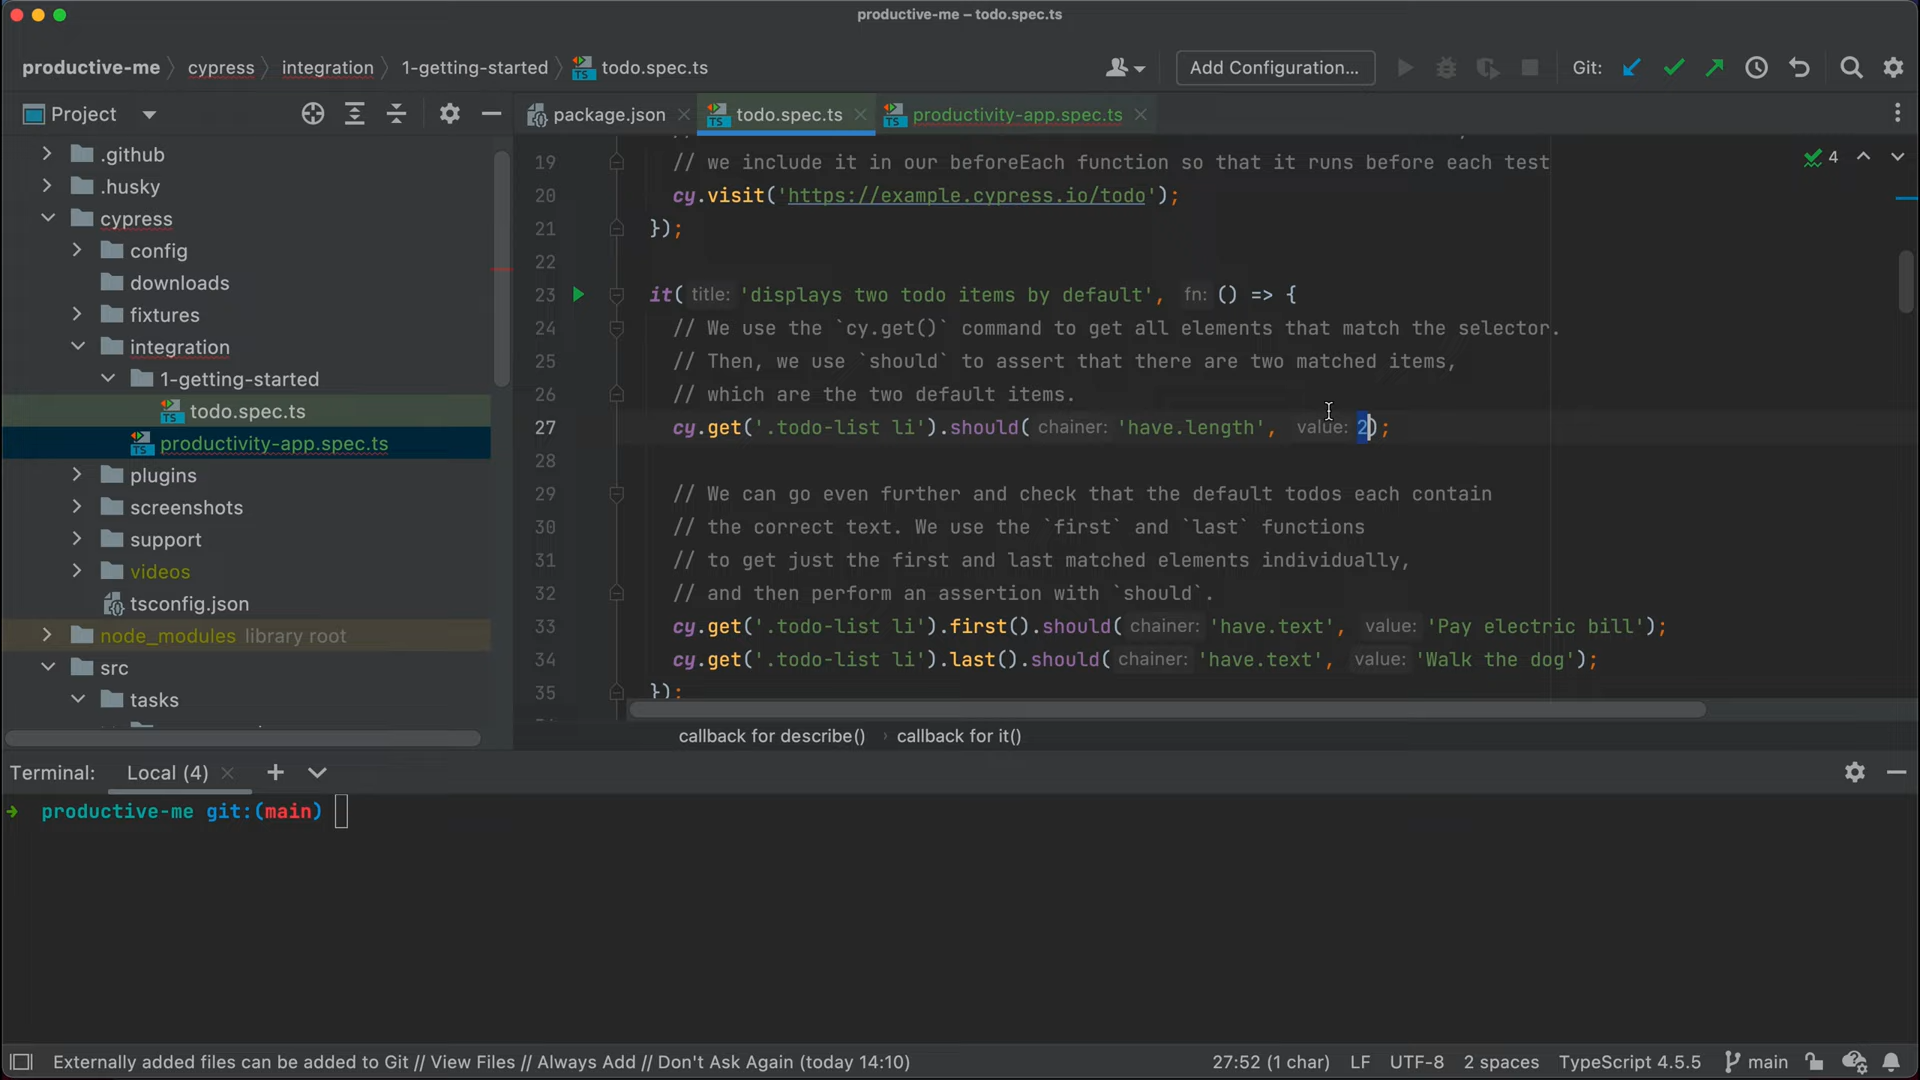 productive-me – todo.spec.ts
productive-me cypress integration 1-getting-started todo.spec.ts
Add Configuration...
Git:
Project
package.json
todo.spec.ts
productivity-app.spec.ts
.github
.husky
cypress
config
downloads
fixtures
integration
1-getting-started
todo.spec.ts
productivity-app.spec.ts
plugins
screenshots
support
videos
tsconfig.json
node_modules library root
src
tasks
4
19 // we include it in our beforeEach function so that it runs before each test
20 cy.visit('https://example.cypress.io/todo');
21 });
22
23 it( title: 'displays two todo items by default', fn: () => {
24 // We use the `cy.get()` command to get all elements that match the selector.
25 // Then, we use `should` to assert that there are two matched items,
26 // which are the two default items.
27 cy.get('.todo-list li').should( chainer: 'have.length', value: 2);
28
29 // We can go even further and check that the default todos each contain
30 // the correct text. We use the `first` and `last` functions
31 // to get just the first and last matched elements individually,
32 // and then perform an assertion with `should`.
33 cy.get('.todo-list li').first().should( chainer: 'have.text', value: 'Pay electric bill');
34 cy.get('.todo-list li').last().should( chainer: 'have.text', value: 'Walk the dog');
35 });
callback for describe() › callback for it()
Terminal: Local (4)
→ productive-me git:(main)
Externally added files can be added to Git // View Files // Always Add // Don't Ask Again (today 14:10)
27:52 (1 char) LF UTF-8 2 spaces TypeScript 4.5.5 main